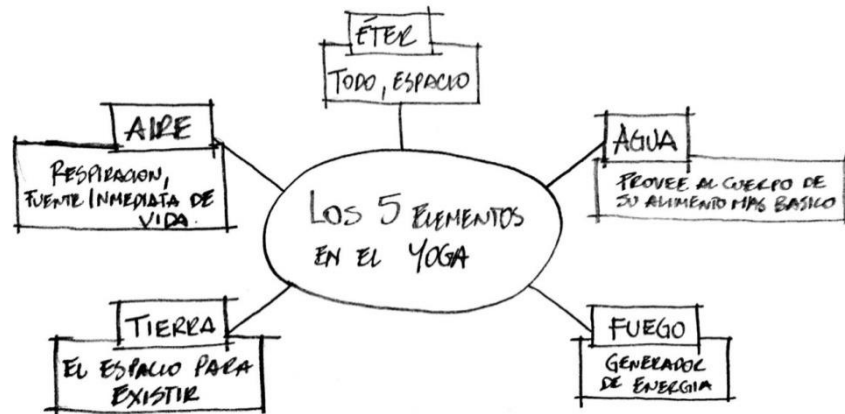 ÉTER
TODO, ESPACIO
AIRE
RESPIRACION,
FUENTE INMEDIATA DE
VIDA.
AGUA
PROVEE AL CUERPO DE
SU ALIMENTO MAS BASICO
LOS 5 ELEMENTOS
EN EL YOGA
TIERRA
EL ESPACIO PARA
EXISTIR
FUEGO
GENERADOR
DE ENERGIA